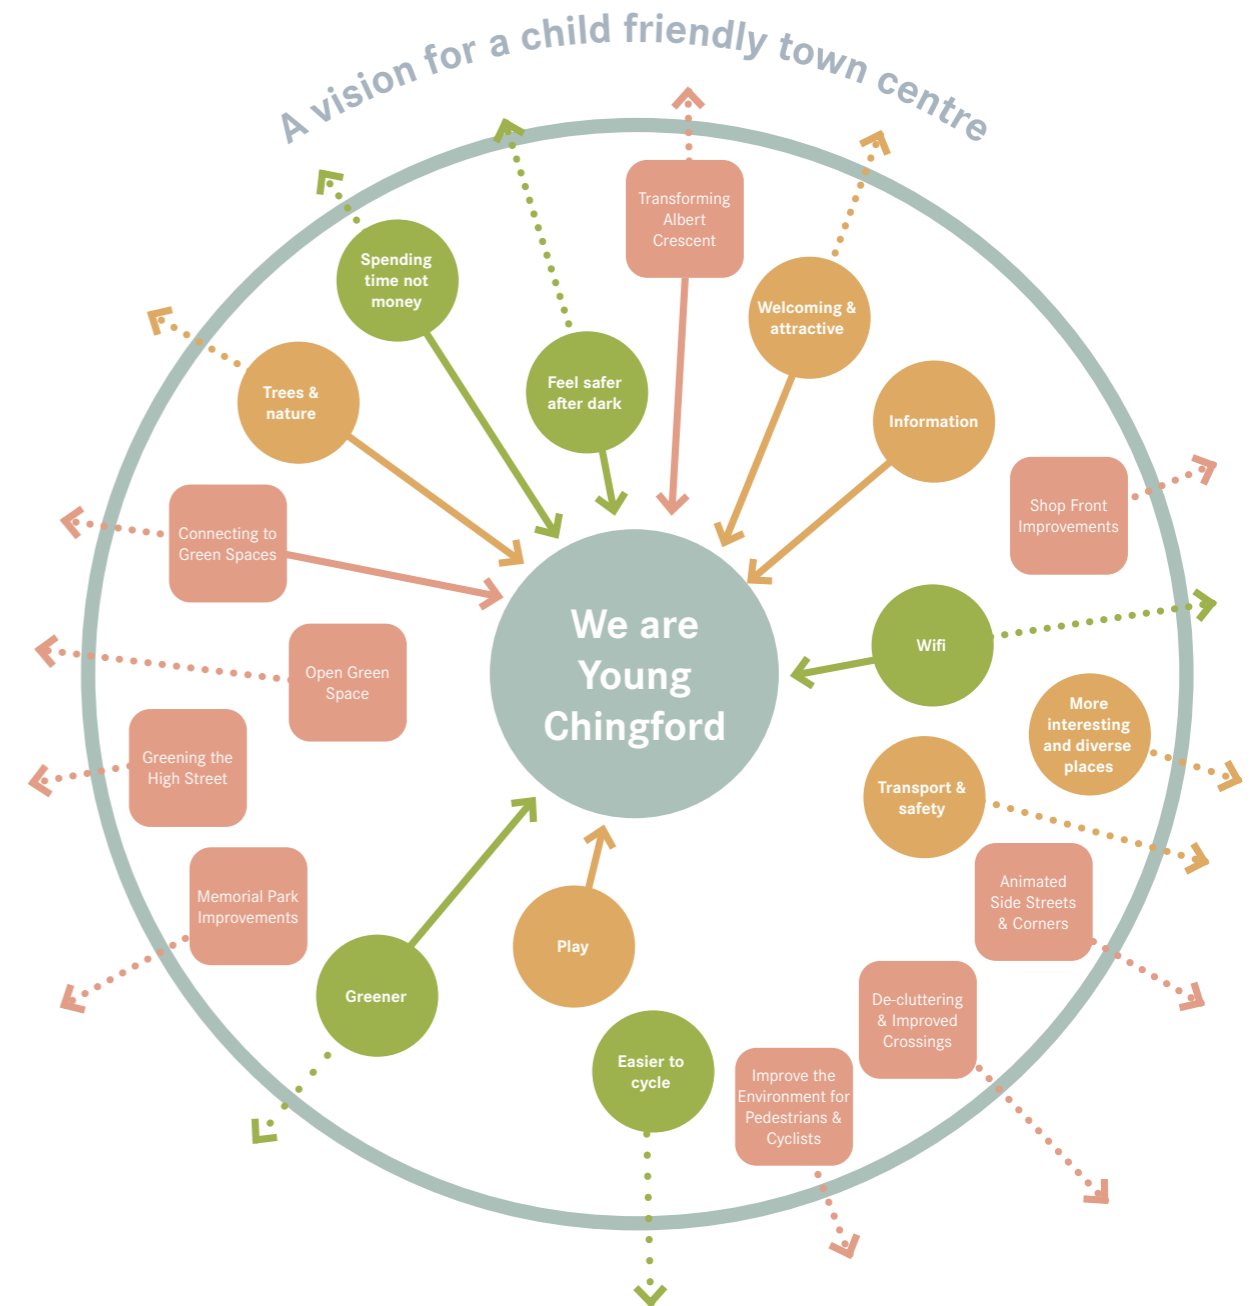 A vision for a child friendly town centre
Transforming
Albert
Crescent
Spending
time not
money
Welcoming &
attractive
Feel safer
after dark
Trees &
nature
Information
Connecting to
Green Spaces
Shop Front
Improvements
We are
Young
Chingford
Wifi
Open Green
Space
More
interesting
and diverse
places
Greening the
High Street
Transport &
safety
Memorial Park
Improvements
Animated
Side Streets
& Corners
Play
Greener
De-cluttering
& Improved
Crossings
Easier to
cycle
Improve the
Environment for
Pedestrians &
Cyclists